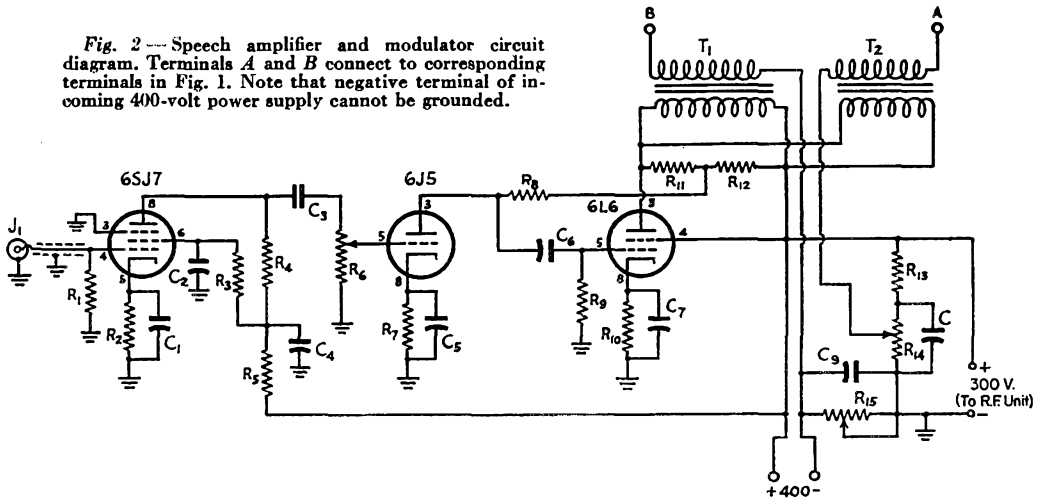 Fig. 2 — Speech amplifier and modulator circuit
diagram. Terminals A and B connect to corresponding
terminals in Fig. 1. Note that negative terminal of in-
coming 400-volt power supply cannot be grounded.
B
A
T1
T2
6SJ7
6J5
6L6
J1
8
3
4
6
5
C3
C2
R1
R2
C1
R3
R4
R5
C4
R6
5
3
8
R7
C5
R8
C6
R9
R11
R12
3
5
4
8
R10
C7
R13
R14
C
C9
R15
+
300 V.
(To R.F. Unit)
-
+400-